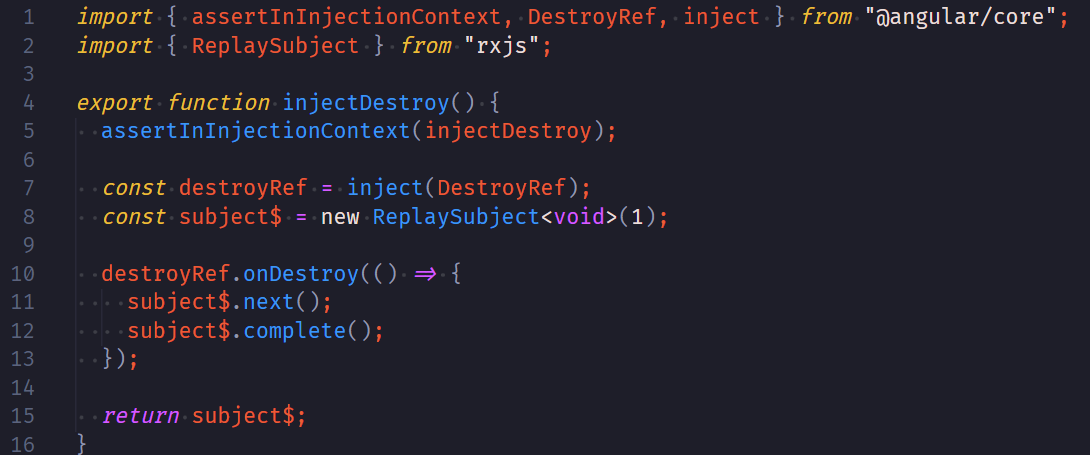 1 import { assertInInjectionContext, DestroyRef, inject } from "@angular/core";
2 import { ReplaySubject } from "rxjs";
3
4 export function injectDestroy() {
5   assertInInjectionContext(injectDestroy);
6
7   const destroyRef = inject(DestroyRef);
8   const subject$ = new ReplaySubject<void>(1);
9
10   destroyRef.onDestroy(() => {
11     subject$.next();
12     subject$.complete();
13   });
14
15   return subject$;
16 }